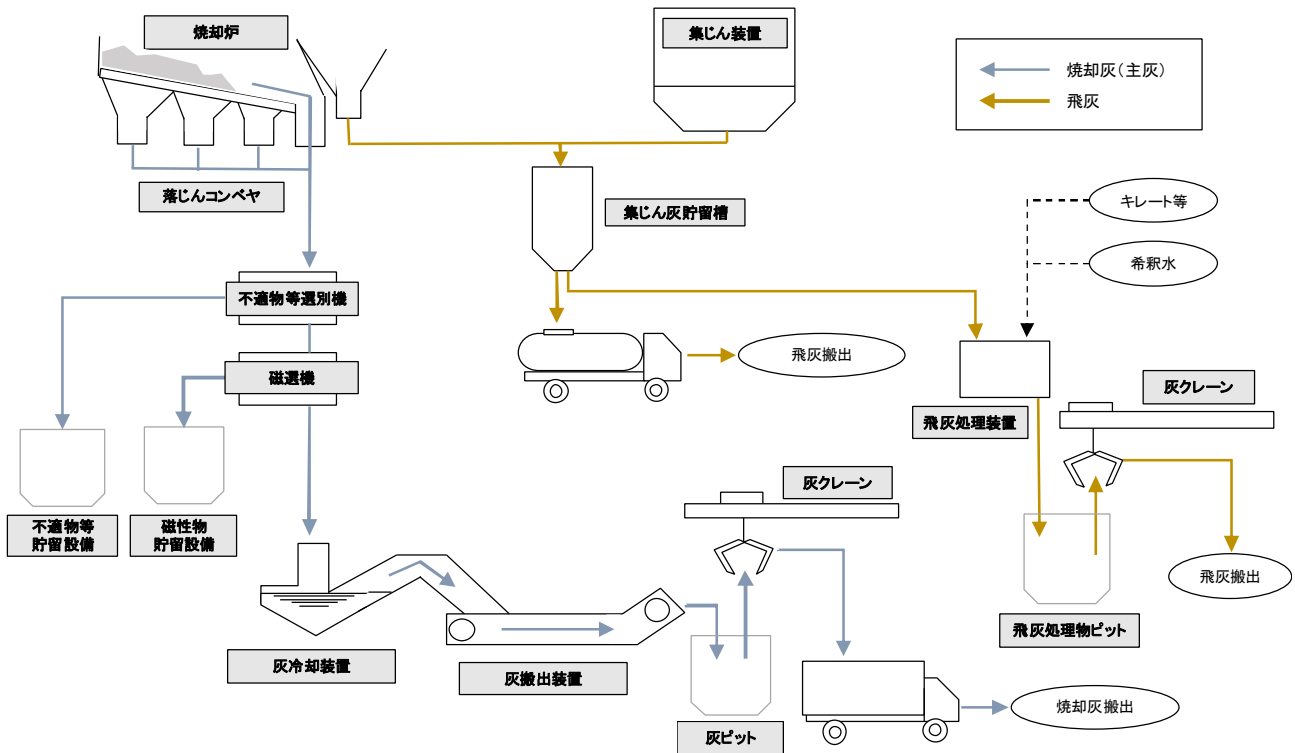 焼却炉
集じん装置
焼却灰(主灰)
飛灰
落じんコンベヤ
集じん灰貯留槽
キレート等
希釈水
不適物等選別機
磁選機
飛灰搬出
飛灰処理装置
灰クレーン
灰クレーン
不適物等
貯留設備
磁性物
貯留設備
飛灰搬出
飛灰処理物ピット
灰冷却装置
灰搬出装置
焼却灰搬出
灰ピット